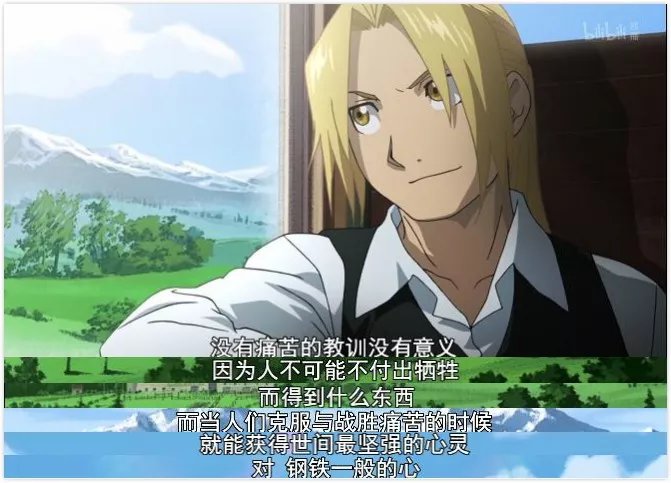 bilibili
没有痛苦的教训没有意义
因为人不可能不付出牺牲
而得到什么东西
而当人们克服与战胜痛苦的时候
就能获得世间最坚强的心灵
对 钢铁一般的心